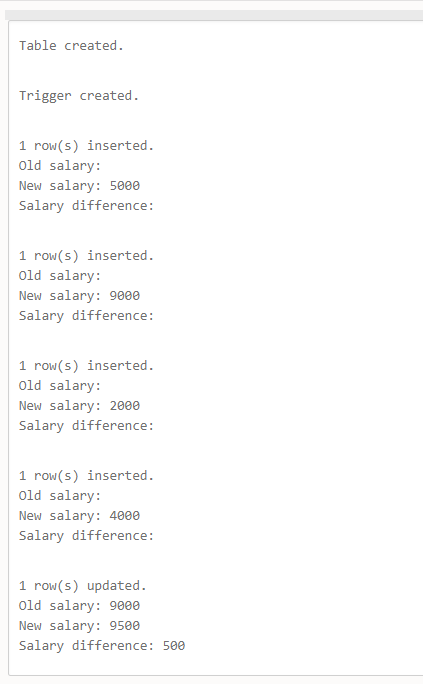 Table created.
Trigger created.
1 row(s) inserted.
Old salary:
New salary: 5000
Salary difference:
1 row(s) inserted.
Old salary:
New salary: 9000
Salary difference:
1 row(s) inserted.
Old salary:
New salary: 2000
Salary difference:
1 row(s) inserted.
Old salary:
New salary: 4000
Salary difference:
1 row(s) updated.
Old salary: 9000
New salary: 9500
Salary difference: 500